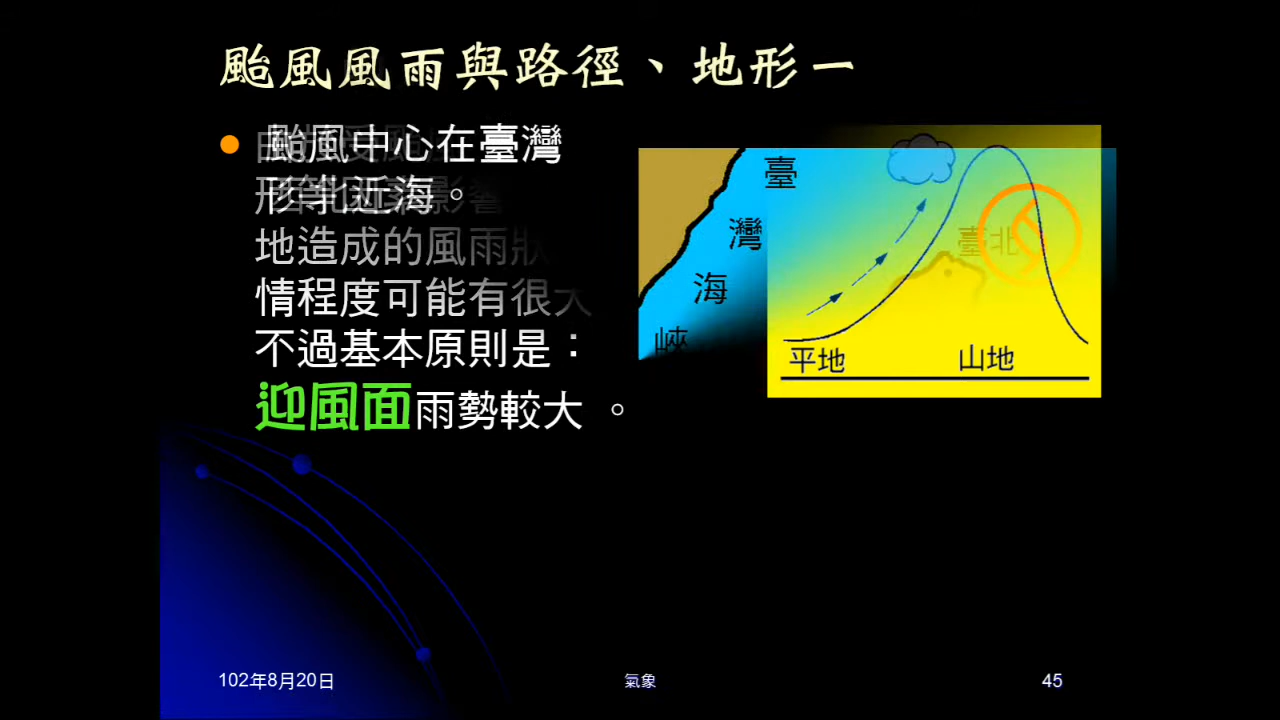 颱風風雨與路徑、地形一
颱風中心在臺灣
北近海。
地造成的風雨狀
情程度可能有很大
不過基本原則是：
迎風面雨勢較大 。
臺
灣
海
峽
臺北
平地
山地
102年8月20日
氣象
45